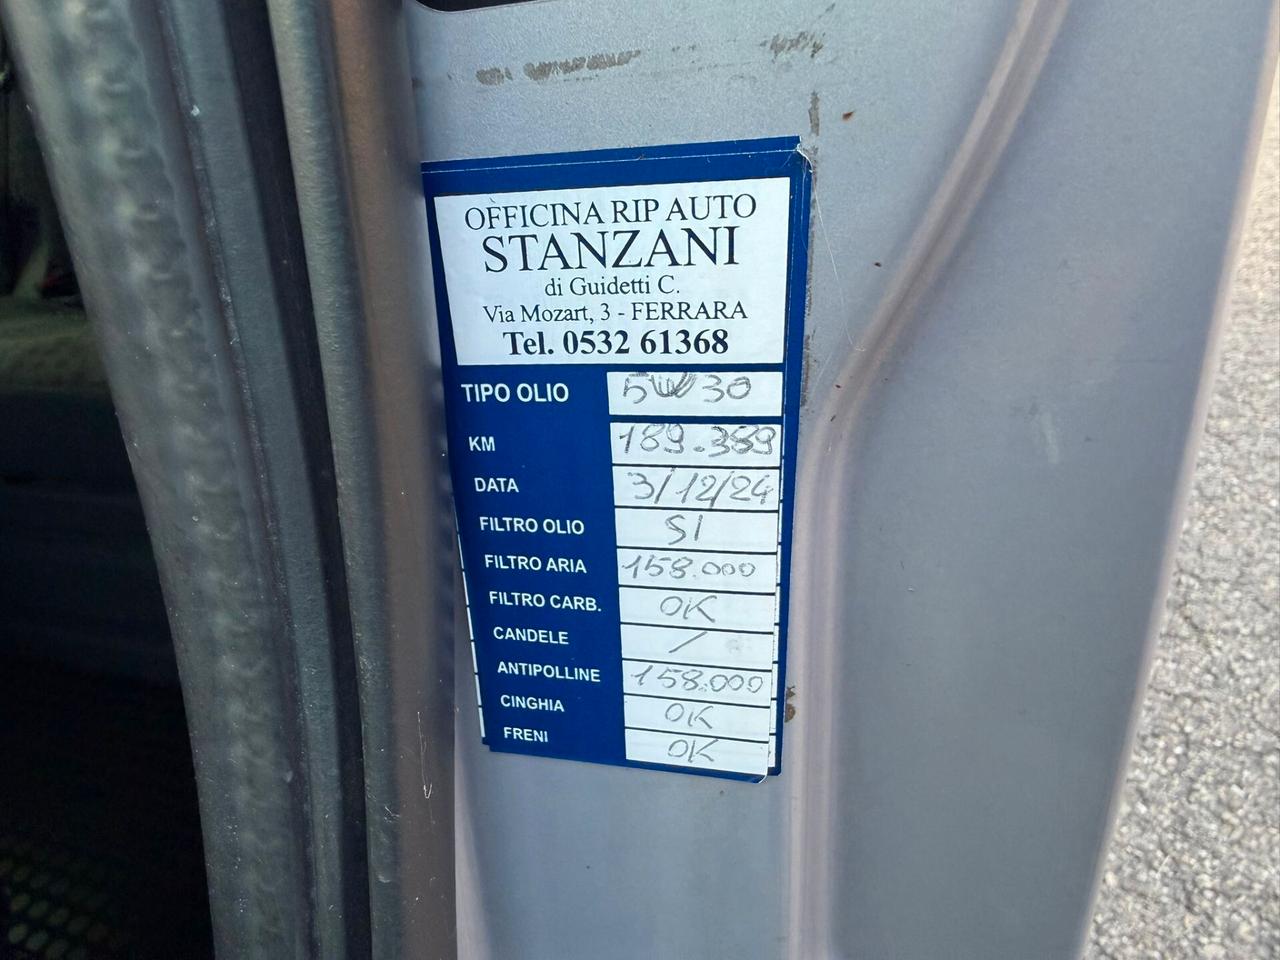 OFFICINA RIP AUTO
STANZANI
di Guidetti C.
Via Mozart, 3 - FERRARA
Tel. 0532 61368
TIPO OLIO 5W30
KM 189.389
DATA 3/12/24
FILTRO OLIO SI
FILTRO ARIA 158.000
FILTRO CARB. OK
CANDELE /
ANTIPOLLINE 158.000
CINGHIA OK
FRENI OK